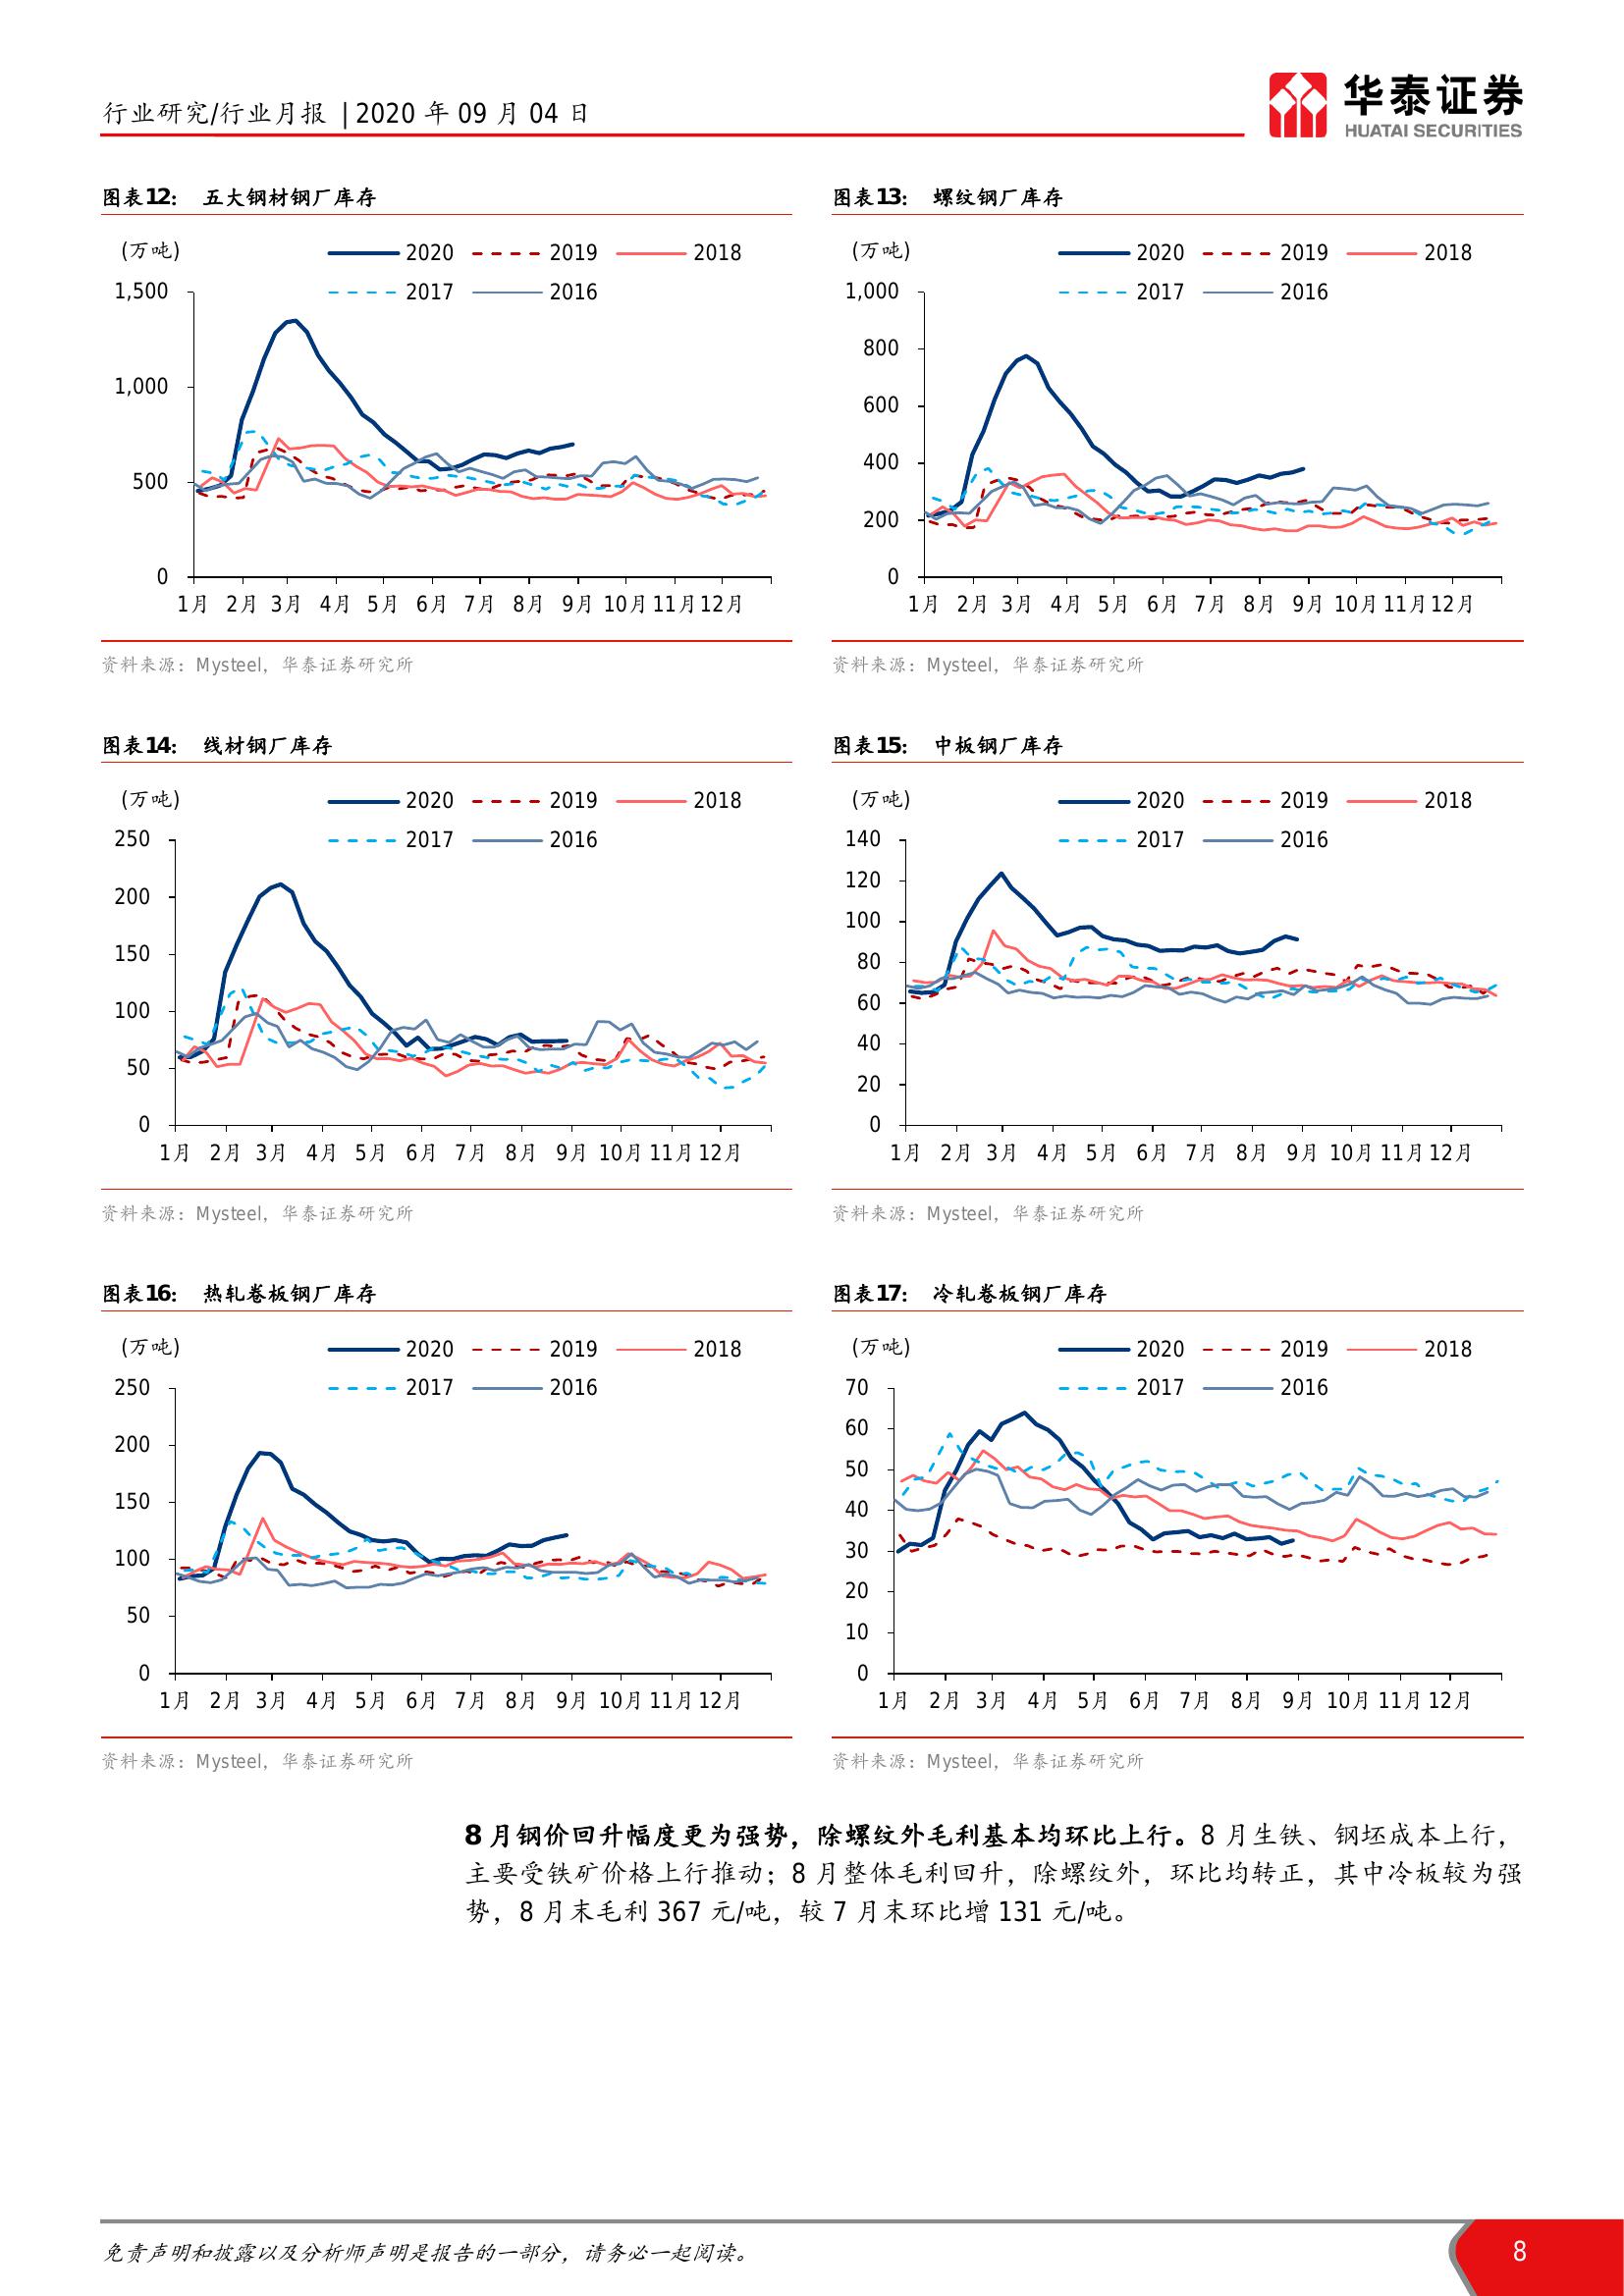 行业研究/行业月报 | 2020 年 09 月 04 日
华泰证券
HUATAI SECURITIES
图表12： 五大钢材钢厂库存
(万吨)
2020 2019 2018
2017 2016
1,500
1,000
500
0
1月 2月 3月 4月 5月 6月 7月 8月 9月 10月 11月 12月
资料来源：Mysteel，华泰证券研究所
图表13： 螺纹钢厂库存
(万吨)
2020 2019 2018
2017 2016
1,000
800
600
400
200
0
1月 2月 3月 4月 5月 6月 7月 8月 9月 10月 11月 12月
资料来源：Mysteel，华泰证券研究所
图表14： 线材钢厂库存
(万吨)
2020 2019 2018
2017 2016
250
200
150
100
50
0
1月 2月 3月 4月 5月 6月 7月 8月 9月 10月 11月 12月
资料来源：Mysteel，华泰证券研究所
图表15： 中板钢厂库存
(万吨)
2020 2019 2018
2017 2016
140
120
100
80
60
40
20
0
1月 2月 3月 4月 5月 6月 7月 8月 9月 10月 11月 12月
资料来源：Mysteel，华泰证券研究所
图表16： 热轧卷板钢厂库存
(万吨)
2020 2019 2018
2017 2016
250
200
150
100
50
0
1月 2月 3月 4月 5月 6月 7月 8月 9月 10月 11月 12月
资料来源：Mysteel，华泰证券研究所
图表17： 冷轧卷板钢厂库存
(万吨)
2020 2019 2018
2017 2016
70
60
50
40
30
20
10
0
1月 2月 3月 4月 5月 6月 7月 8月 9月 10月 11月 12月
资料来源：Mysteel，华泰证券研究所
8 月钢价回升幅度更为强势，除螺纹外毛利基本均环比上行。8 月生铁、钢坯成本上行，
主要受铁矿价格上行推动；8 月整体毛利回升，除螺纹外，环比均转正，其中冷板较为强
势，8 月末毛利 367 元/吨，较 7 月末环比增 131 元/吨。
免责声明和披露以及分析师声明是报告的一部分，请务必一起阅读。
8